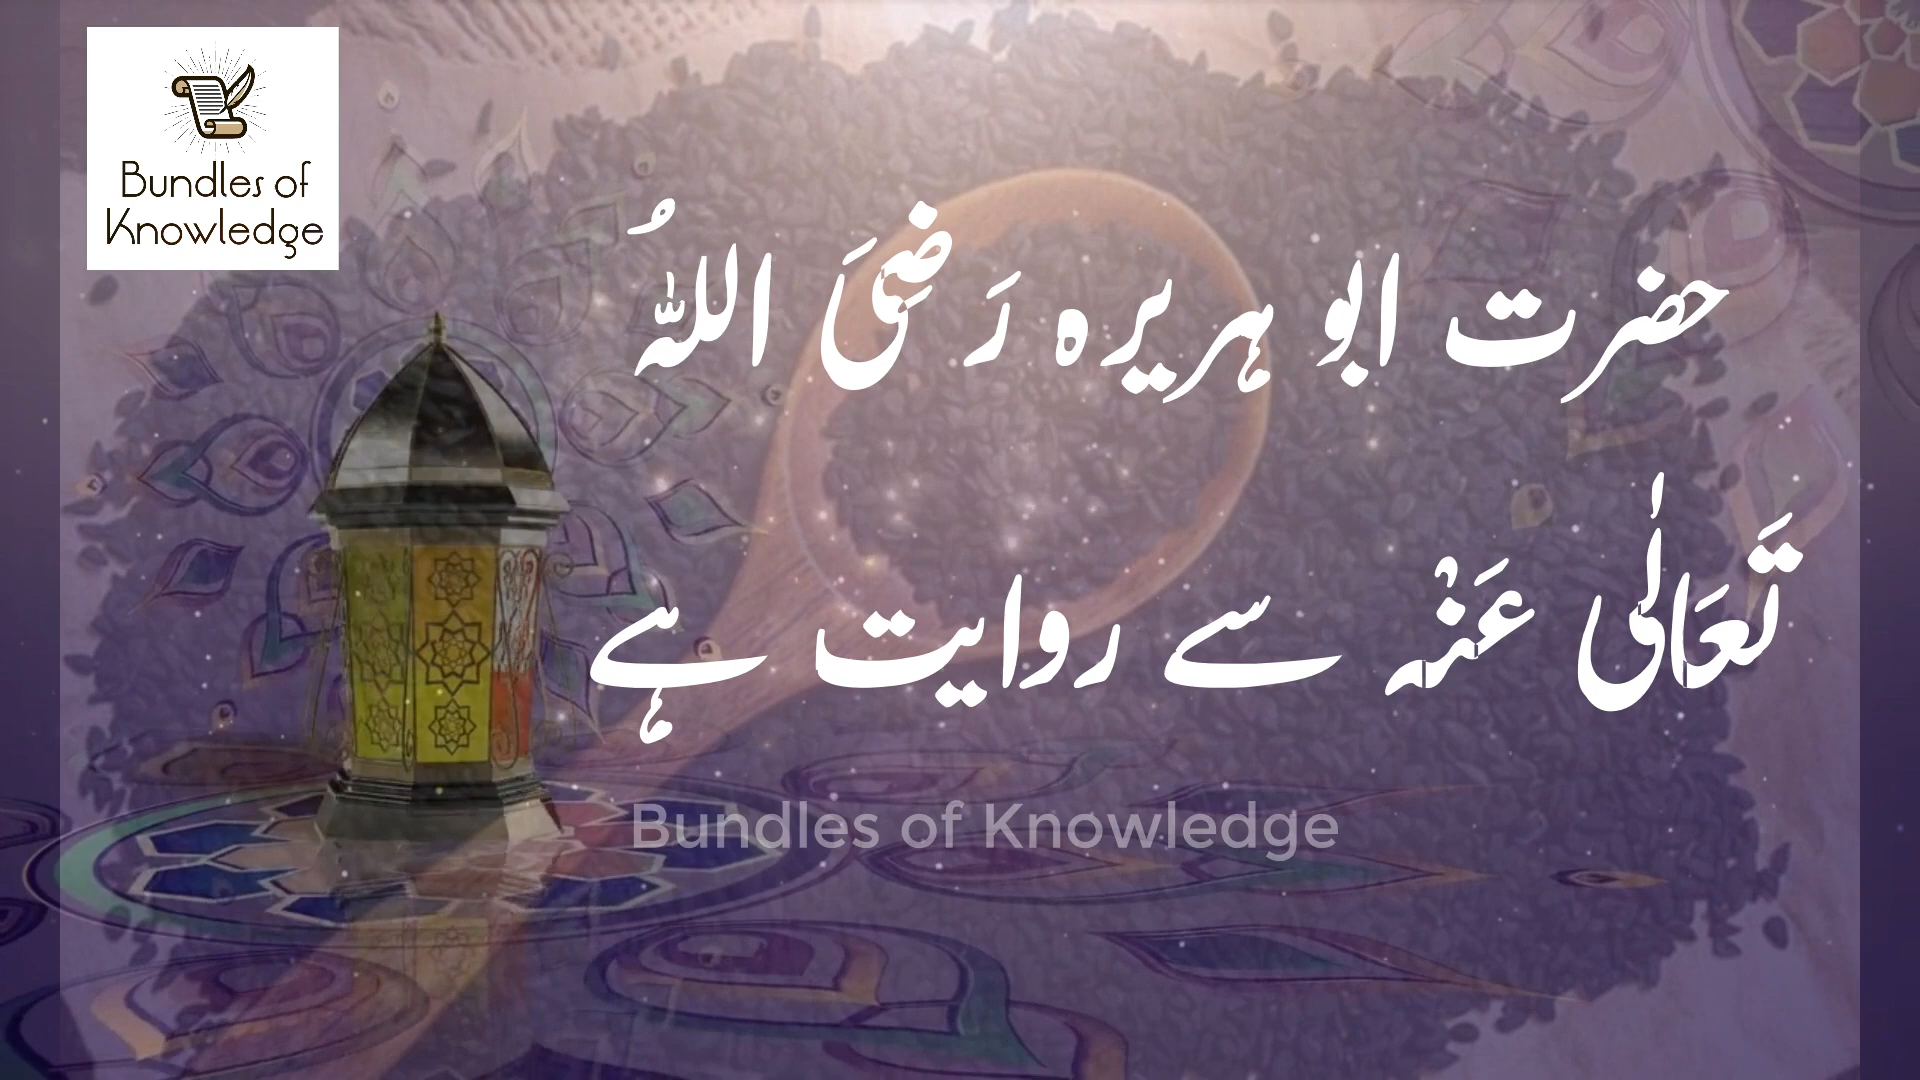 Bundles of
Knowledge
حضرت ابو ہریرہ رَضِیَ اللہُ
تَعَالٰی عَنْہ سے روایت ہے
Bundles of Knowledge